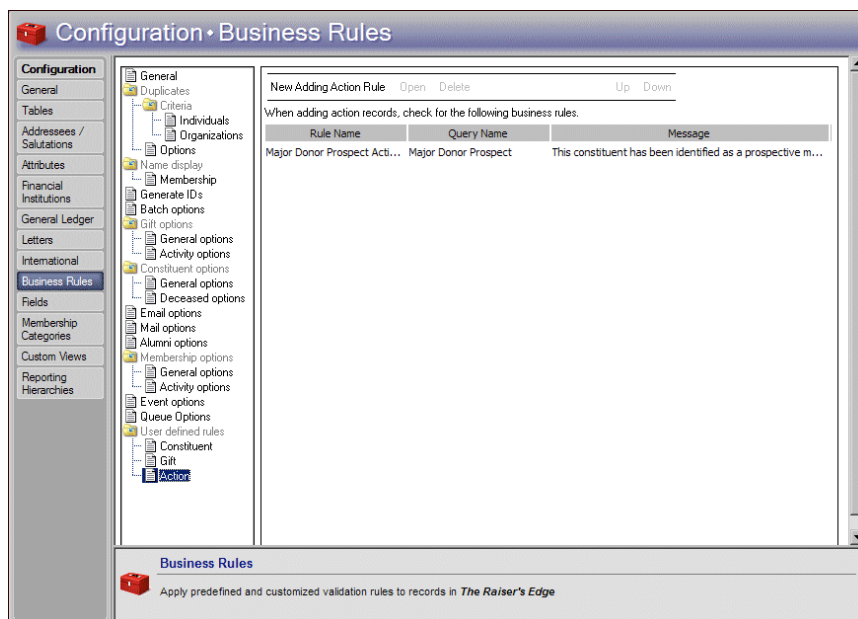 Configuration • Business Rules
Configuration
General
Tables
Addressees /
Salutations
Attributes
Financial
Institutions
General Ledger
Letters
International
Business Rules
Fields
Membership
Categories
Custom Views
Reporting
Hierarchies
General
Duplicates
Criteria
Individuals
Organizations
Options
Name display
Membership
Generate IDs
Batch options
Gift options
General options
Activity options
Constituent options
General options
Deceased options
Email options
Mail options
Alumni options
Membership options
General options
Activity options
Event options
Queue Options
User defined rules
Constituent
Gift
Action
New Adding Action Rule Open Delete Up Down
When adding action records, check for the following business rules.
Rule Name Query Name Message
Major Donor Prospect Acti... Major Donor Prospect This constituent has been identified as a prospective m...
Business Rules
Apply predefined and customized validation rules to records in The Raiser's Edge